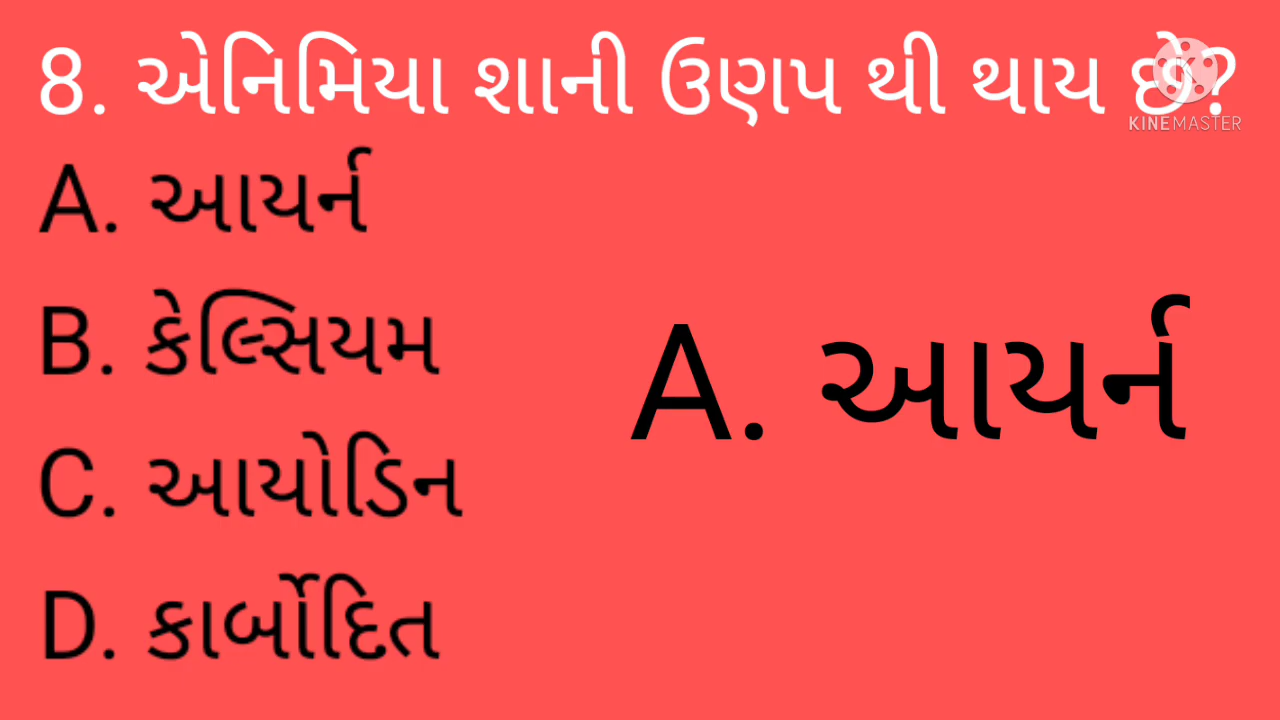 8. એનિમિયા શાની ઉણપ થી થાય છે?
KINEMASTER
A. આયર્ન
B. કેલ્સિયમ
A. આયર્ન
C. આયોડિન
D. કાર્બોદિત